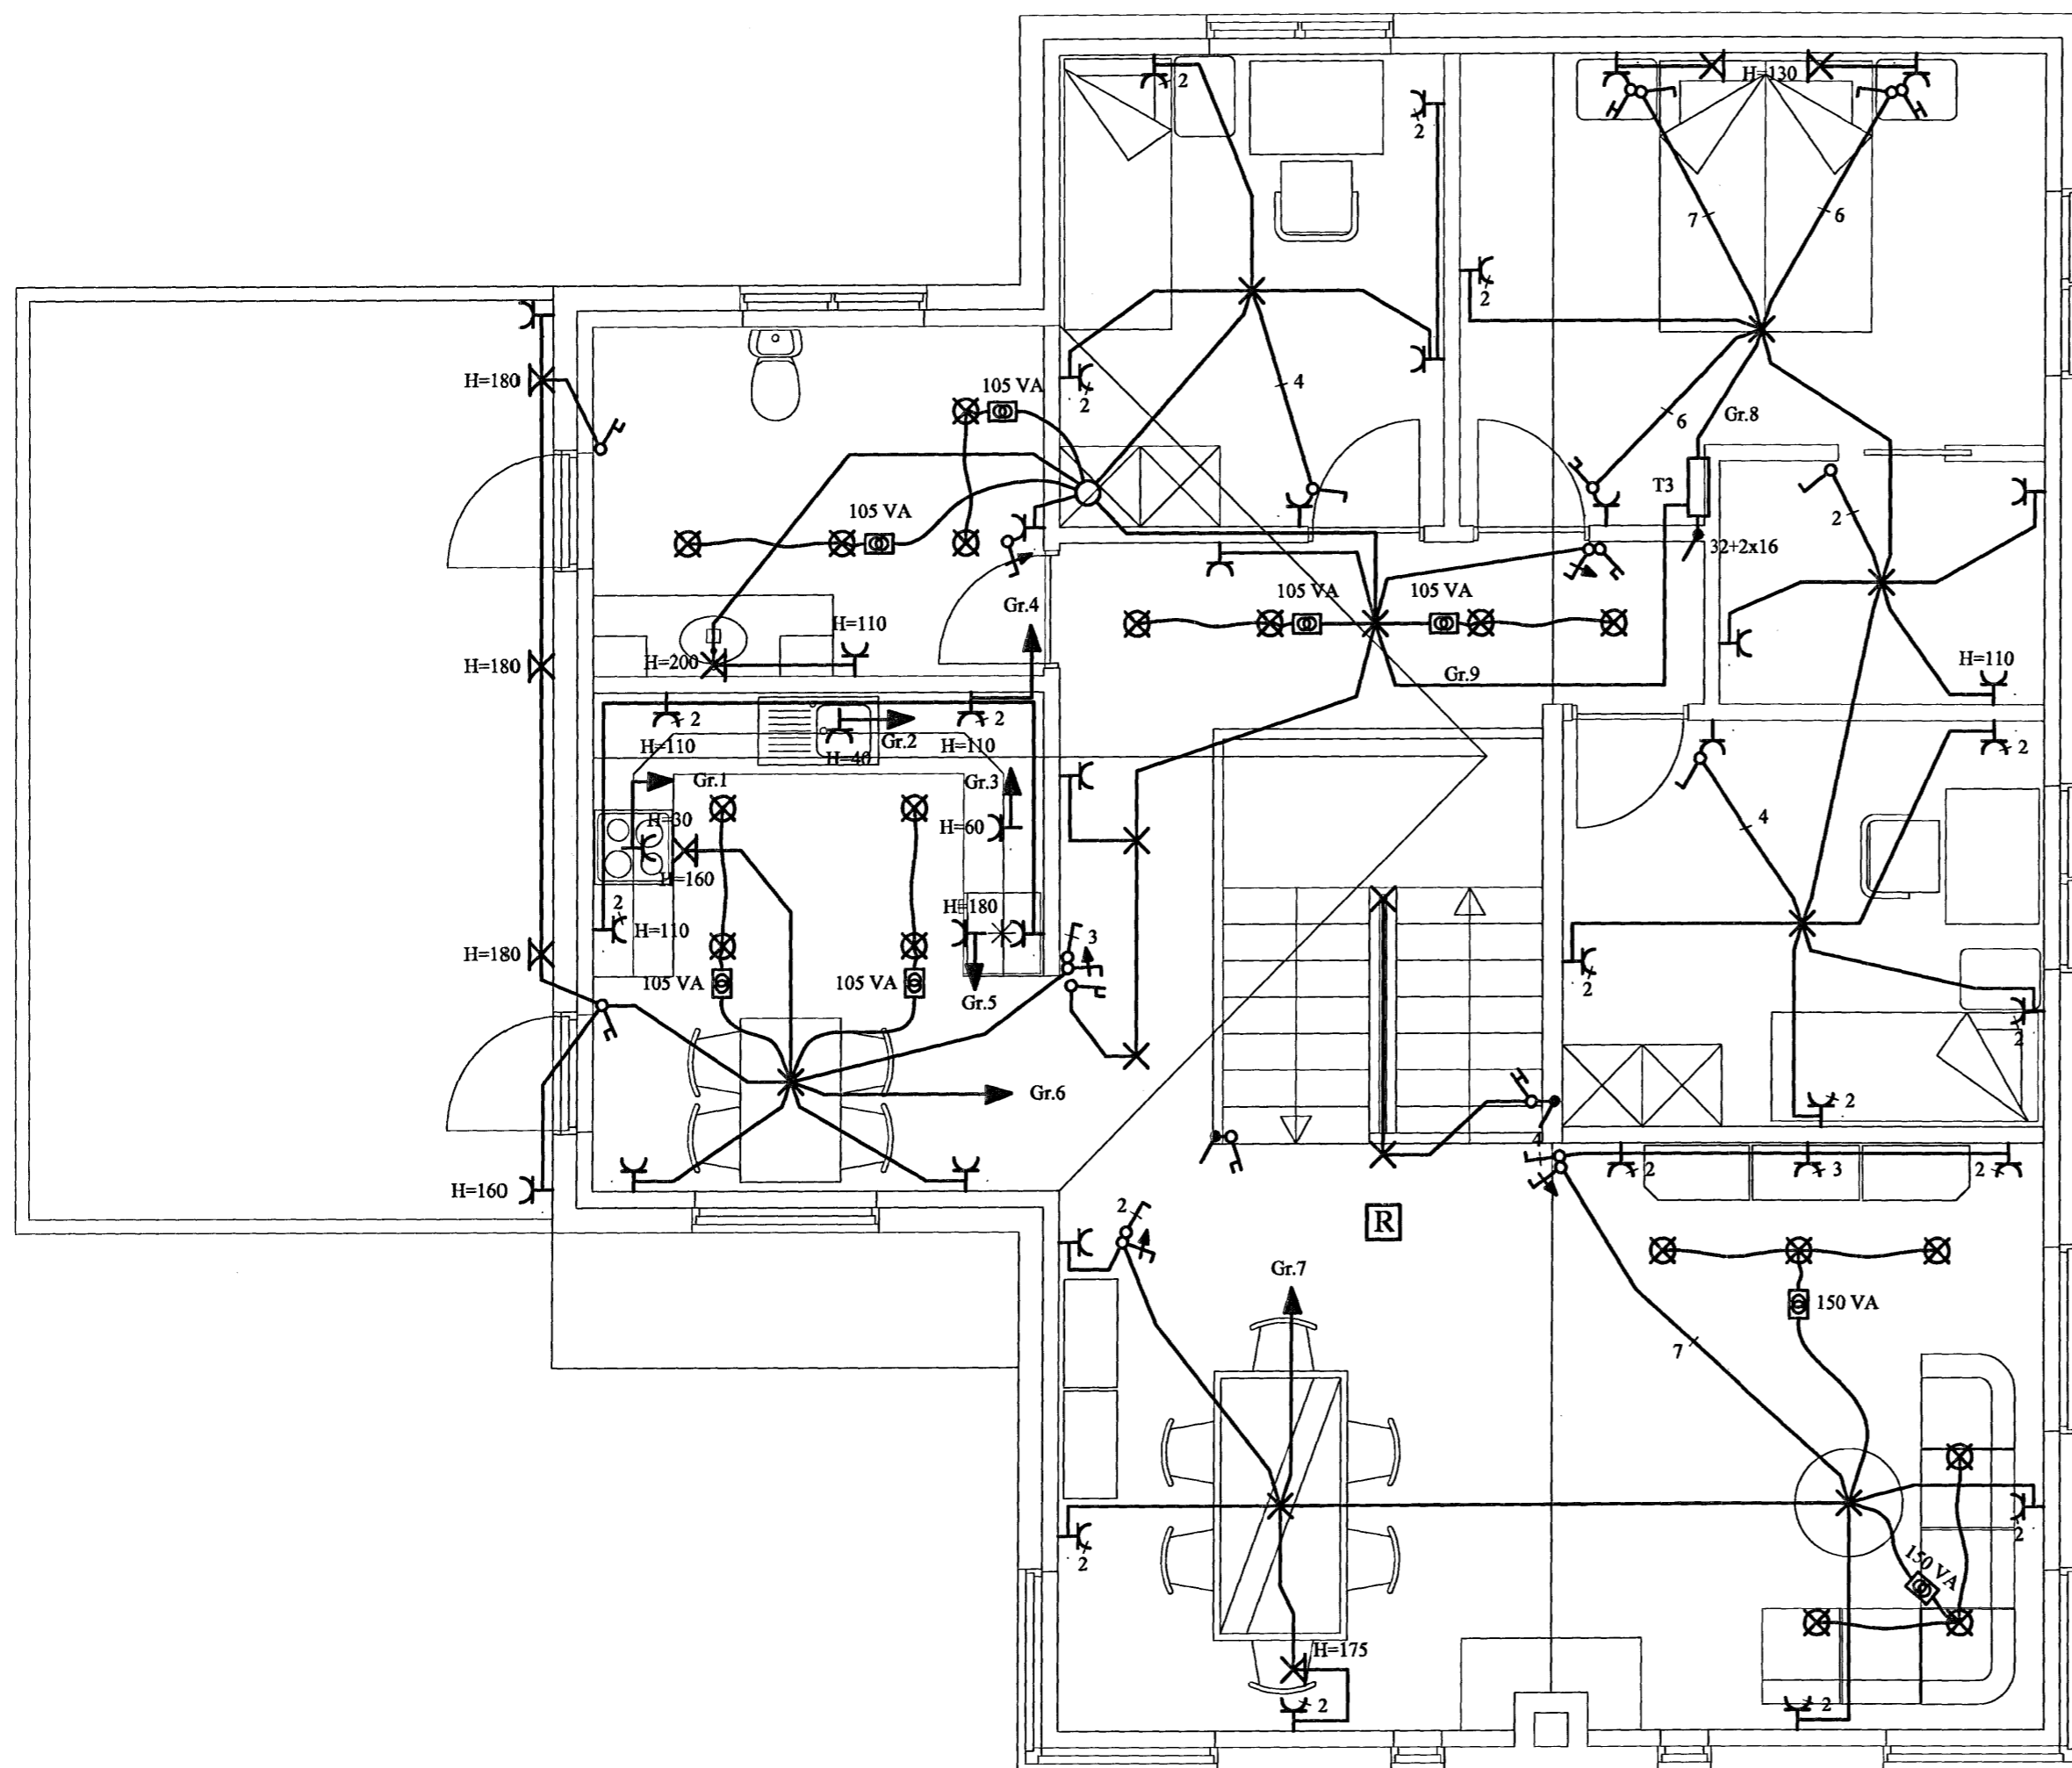 2
H=130
2
7
6
2
H=180
105 VA
2
4
6
Gr.8
T3
105 VA
2
32+2x16
105 VA
105 VA
Gr.4
H=110
H=200
H=180
Gr.9
H=110
2
2
2
H=110
Gr.2
H=40
H=110
Gr.1
Gr.3
H=30
H=60
4
H=160
2
H=110
H=180
3
H=180
105 VA
105 VA
Gr.5
2
2
Gr.6
2
4
H=160
2
3
2
2
R
Gr.7
150 VA
7
2
2
150 VA
H=175
2
2